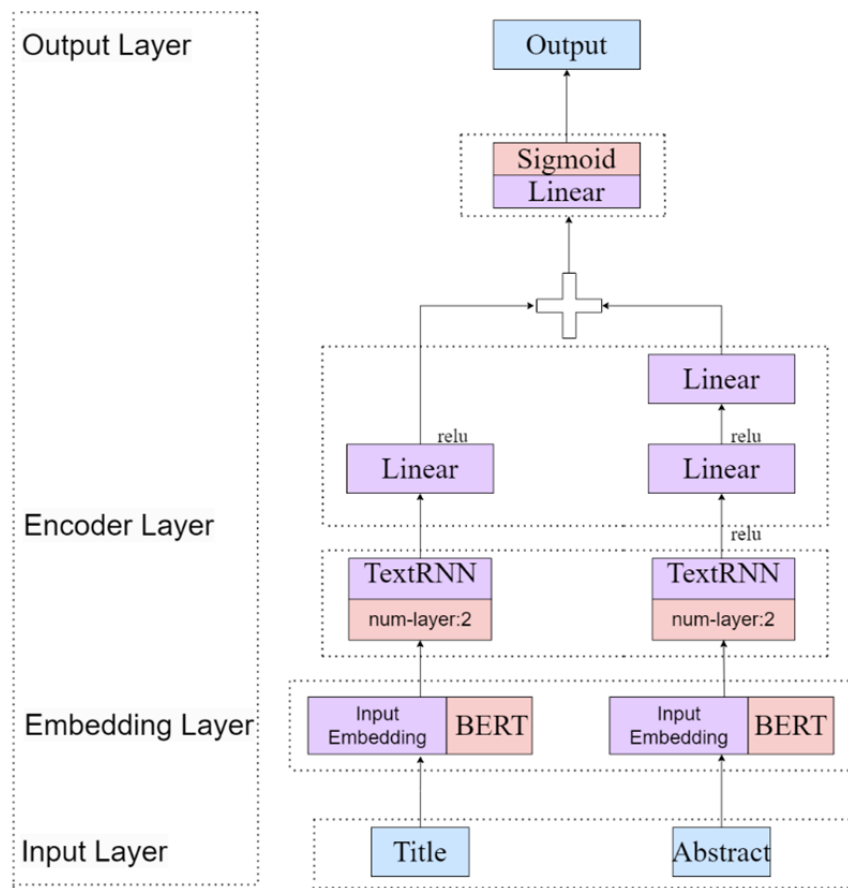 Output Layer
Output
Sigmoid
Linear
Linear
relu
relu
Linear
Linear
Encoder Layer
relu
TextRNN
TextRNN
num-layer:2
num-layer:2
Embedding Layer
Input
Embedding
BERT
Input
Embedding
BERT
Input Layer
Title
Abstract